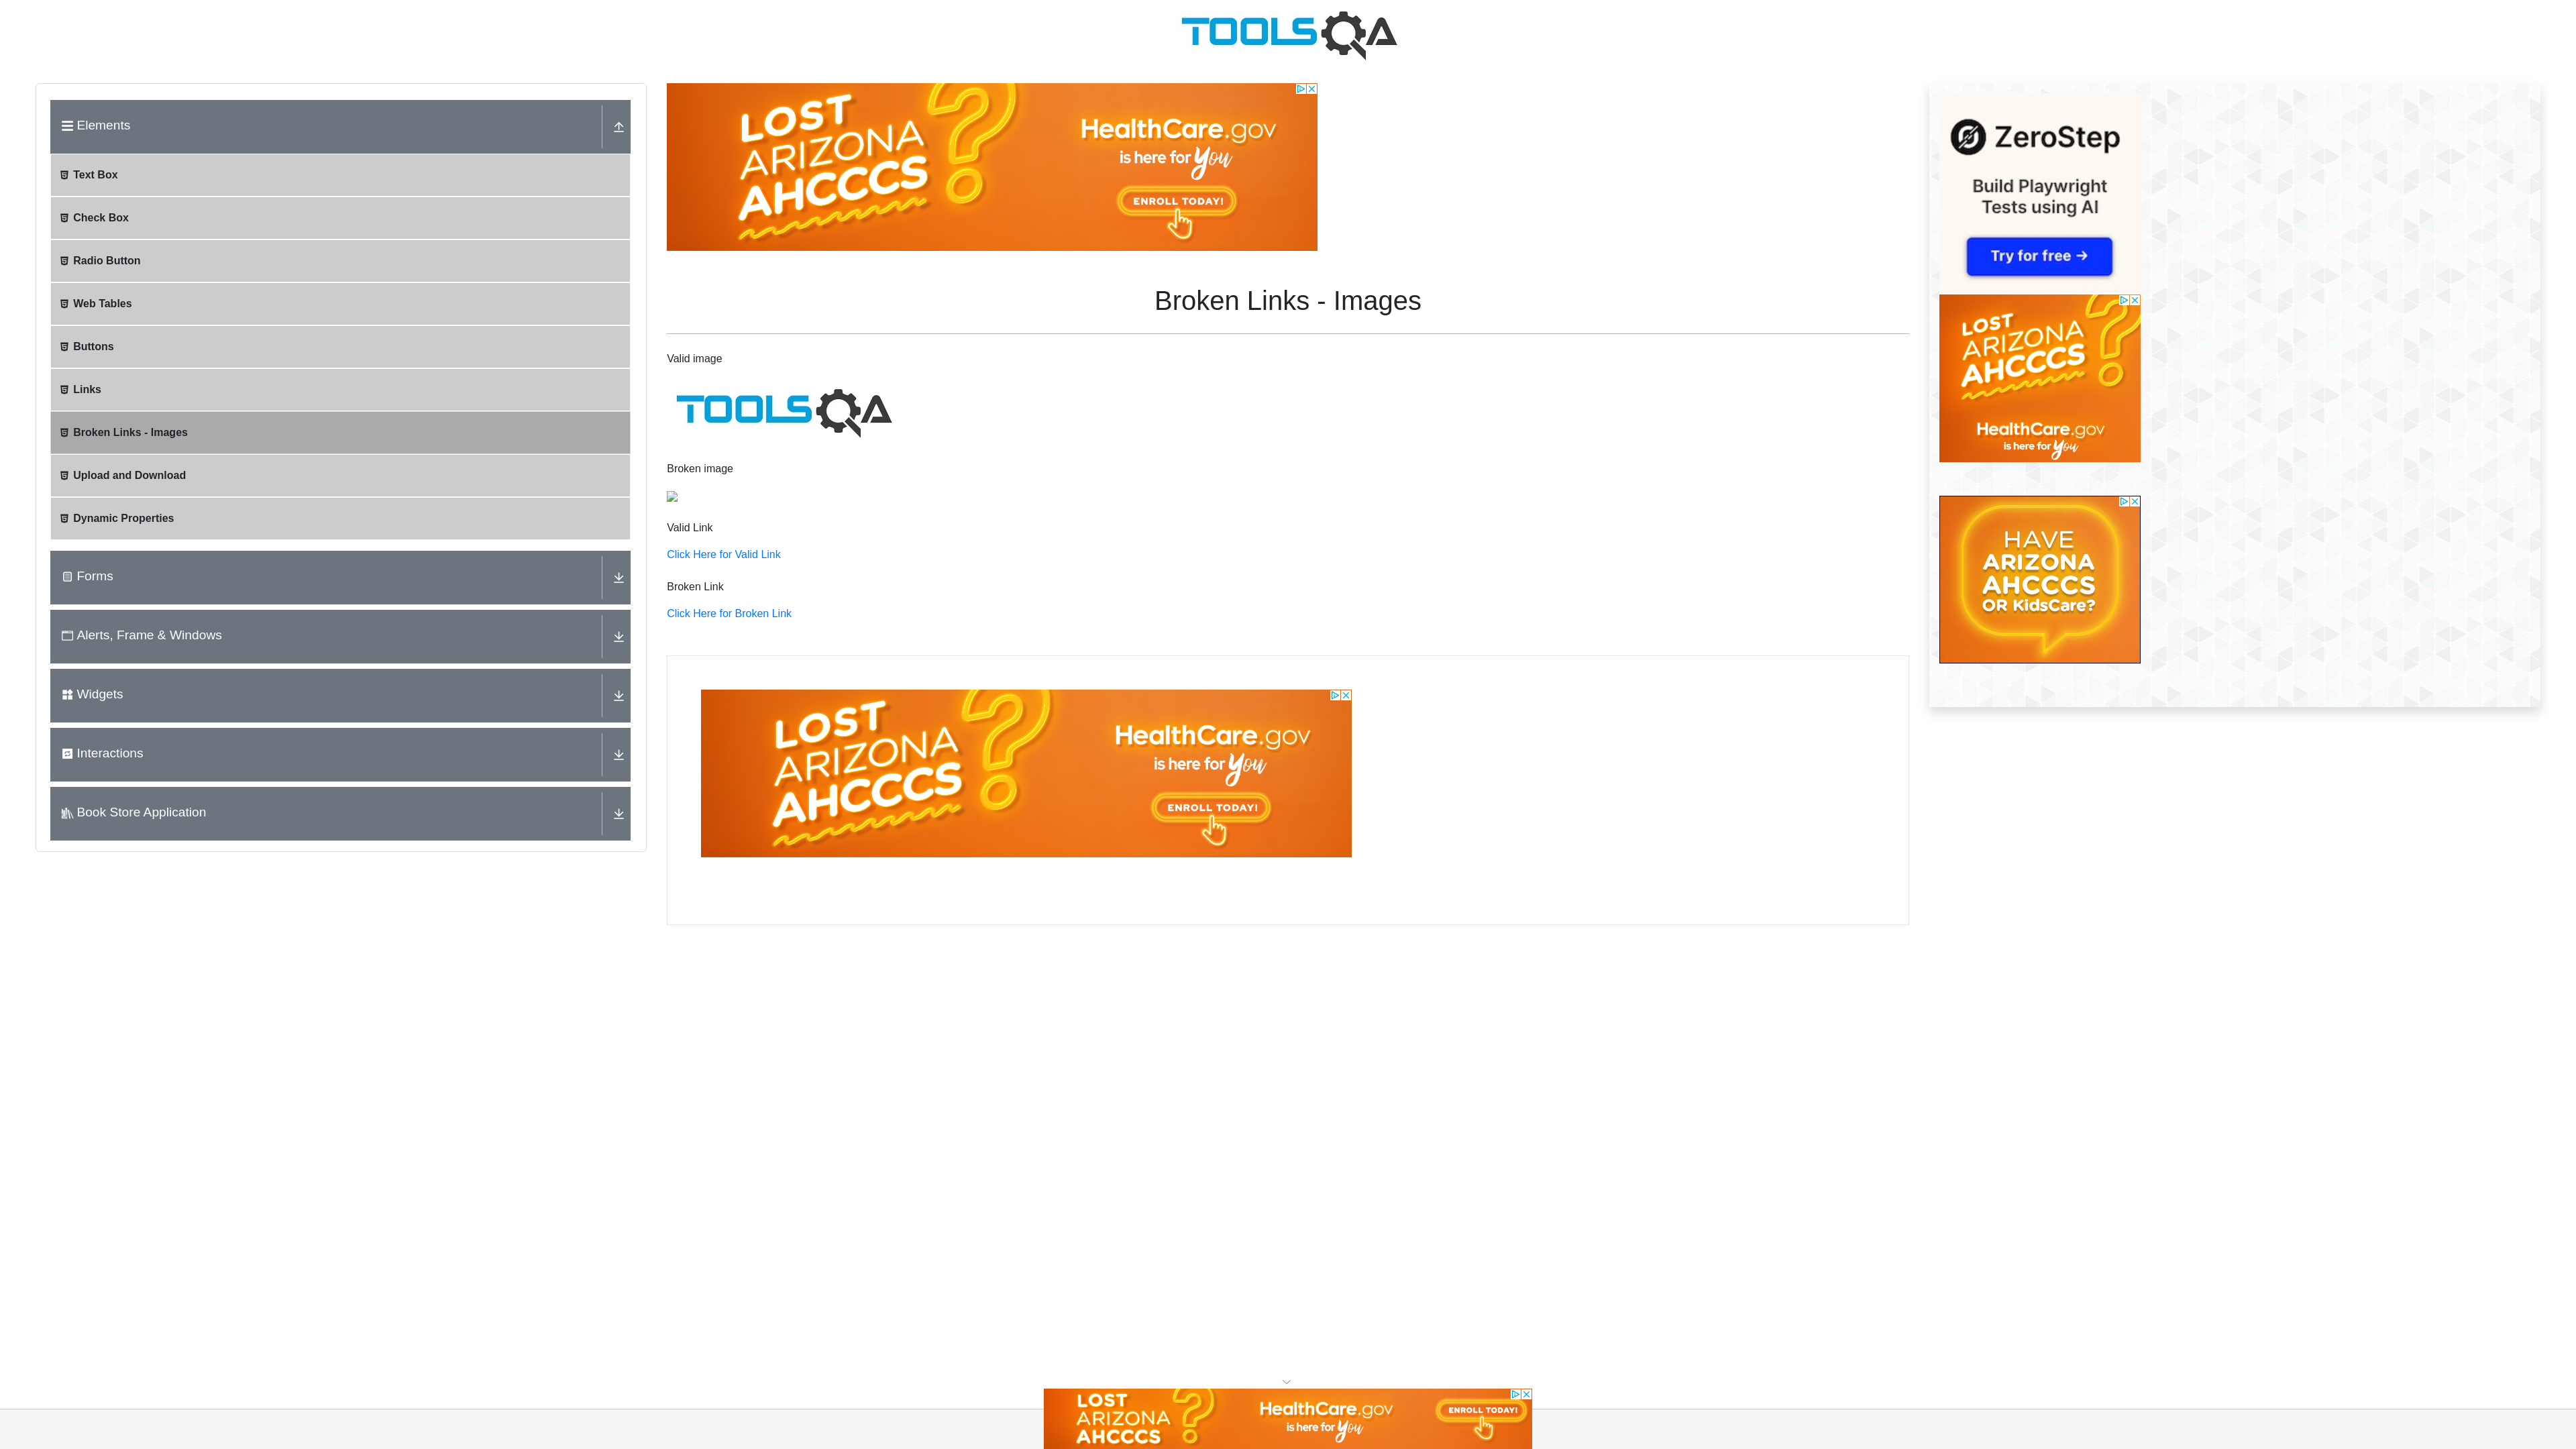 TOOLSQA
Elements
Text Box
Check Box
Radio Button
Web Tables
Buttons
Links
Broken Links - Images
Upload and Download
Dynamic Properties
Forms
Alerts, Frame & Windows
Widgets
Interactions
Book Store Application
LOST
ARIZONA
AHCCCS
?
HealthCare.gov
is here for you
ENROLL TODAY!
Broken Links - Images
Valid image
TOOLSQA
Broken image
Valid Link
Click Here for Valid Link
Broken Link
Click Here for Broken Link
LOST
ARIZONA
AHCCCS
?
HealthCare.gov
is here for you
ENROLL TODAY!
ZeroStep
Build Playwright
Tests using AI
Try for free →
LOST
ARIZONA
AHCCCS
?
HealthCare.gov
is here for you
HAVE
ARIZONA
AHCCCS
OR KidsCare?
LOST
ARIZONA
AHCCCS
?
HealthCare.gov
is here for you
ENROLL TODAY!